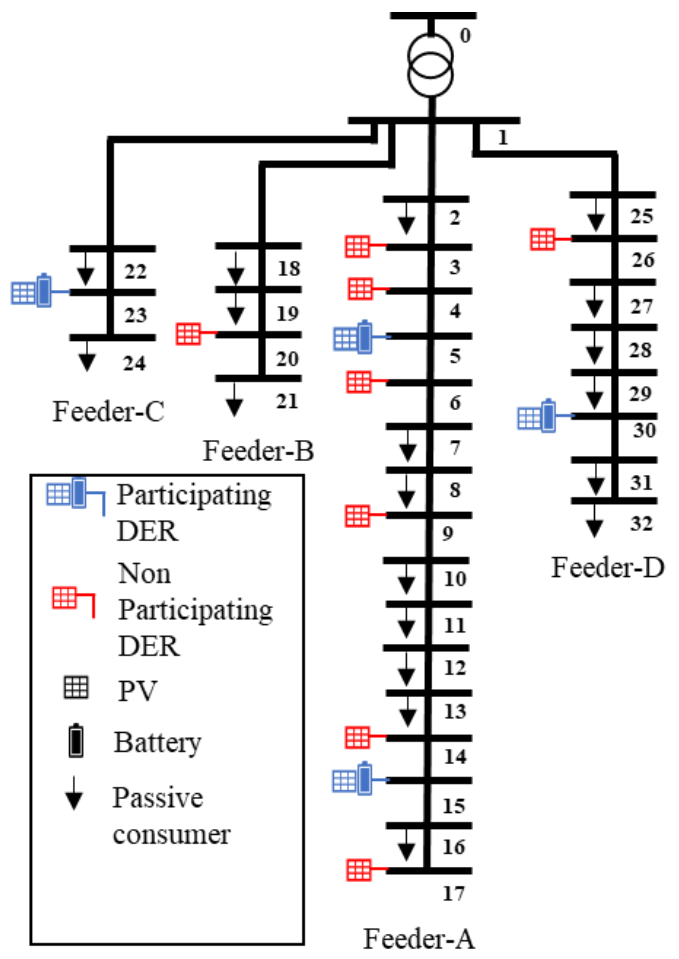 0
1
2
3
4
5
6
7
8
9
10
11
12
13
14
15
16
17
Feeder-A
18
19
20
21
Feeder-B
22
23
24
Feeder-C
25
26
27
28
29
30
31
32
Feeder-D
Participating
DER
Non
Participating
DER
PV
Battery
Passive
consumer